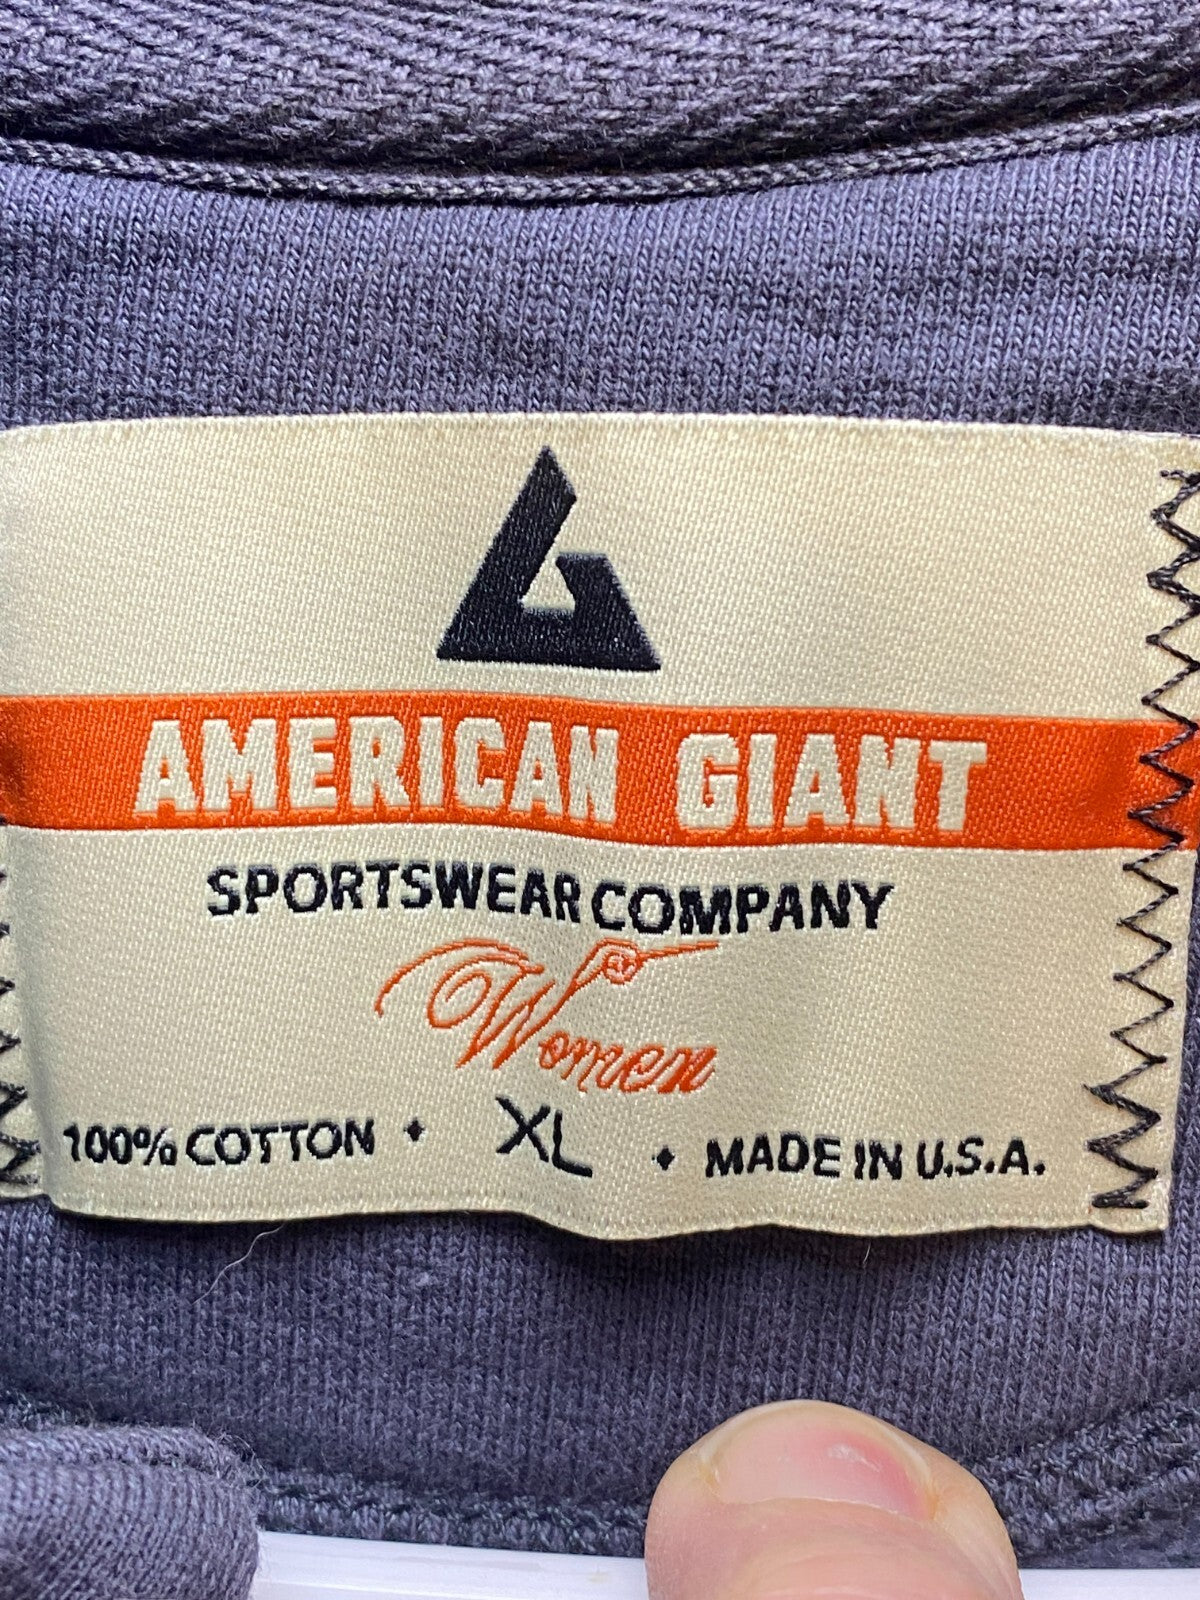 AMERICAN GIANT
SPORTSWEAR COMPANY
Women
100% COTTON • XL • MADE IN U.S.A.